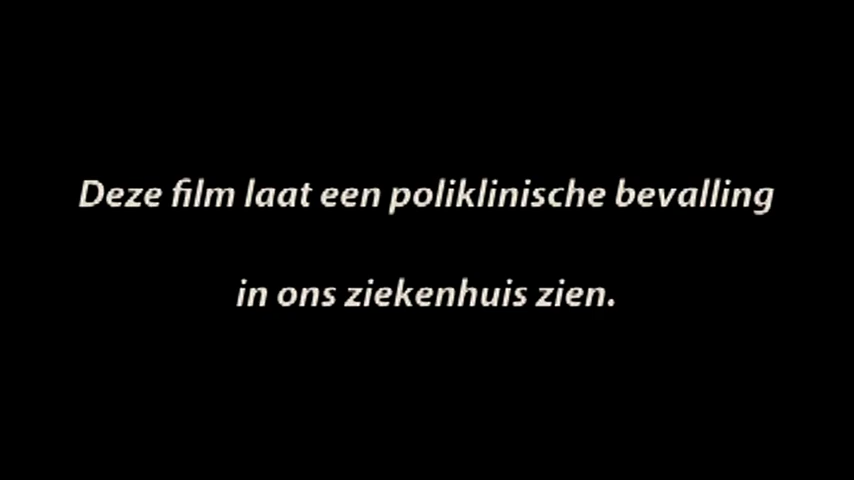 Deze film laat een poliklinische bevalling
in ons ziekenhuis zien.